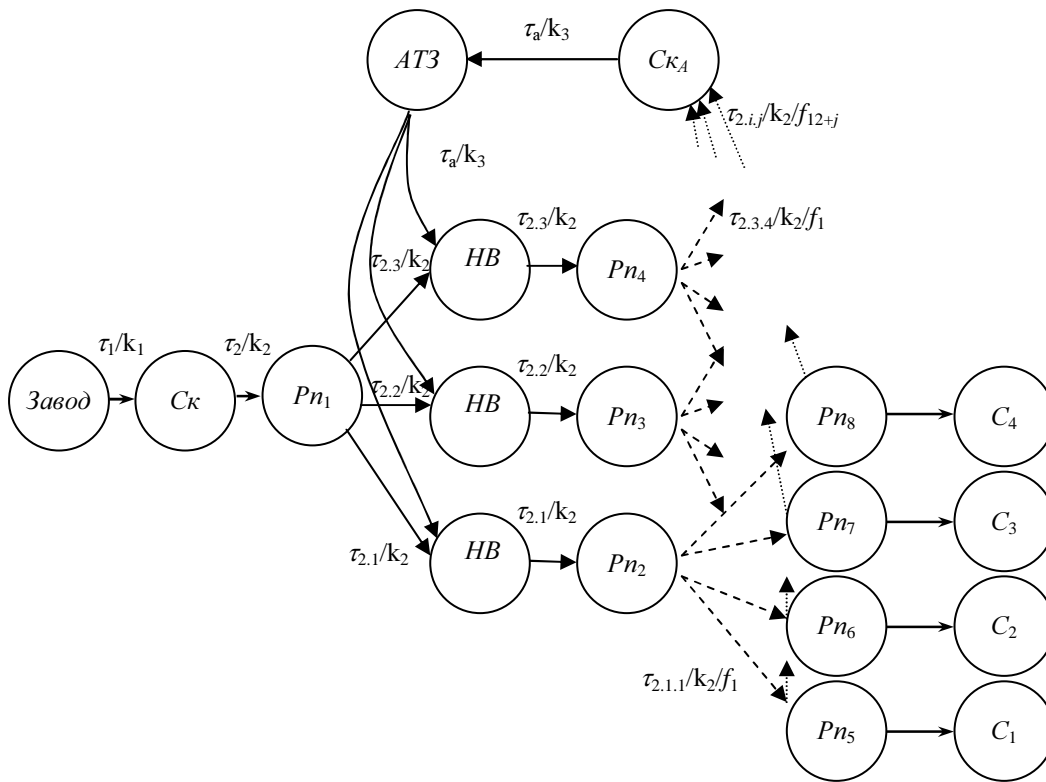 τₐ/k₃
АТЗ
Ск_А
τ₂.ᵢ.ⱼ/k₂/f₁₂₊ⱼ
τₐ/k₃
τ₂.₃/k₂
τ₂.₃.₄/k₂/f₁
τ₂.₃/k₂
НВ
Рп₄
τ₁/k₁
τ₂/k₂
τ₂.₂/k₂
τ₂.₂/k₂
Завод
Ск
Рп₁
НВ
Рп₃
Рп₈
С₄
τ₂.₁/k₂
Рп₇
С₃
τ₂.₁/k₂
НВ
Рп₂
Рп₆
С₂
τ₂.₁.₁/k₂/f₁
Рп₅
С₁